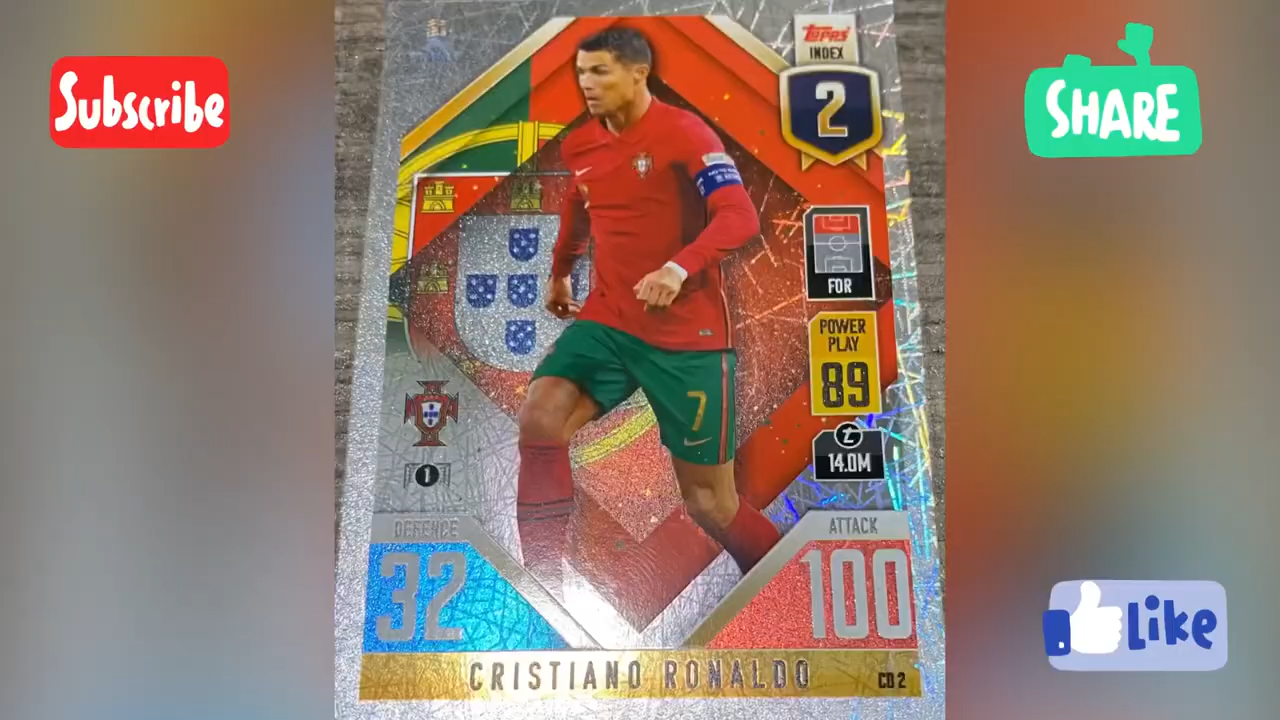 Subscribe
SHARE
topps
INDEX
2
FOR
POWER
PLAY
89
14.0M
1
7
DEFENCE
32
ATTACK
100
CRISTIANO RONALDO
CD 2
Like